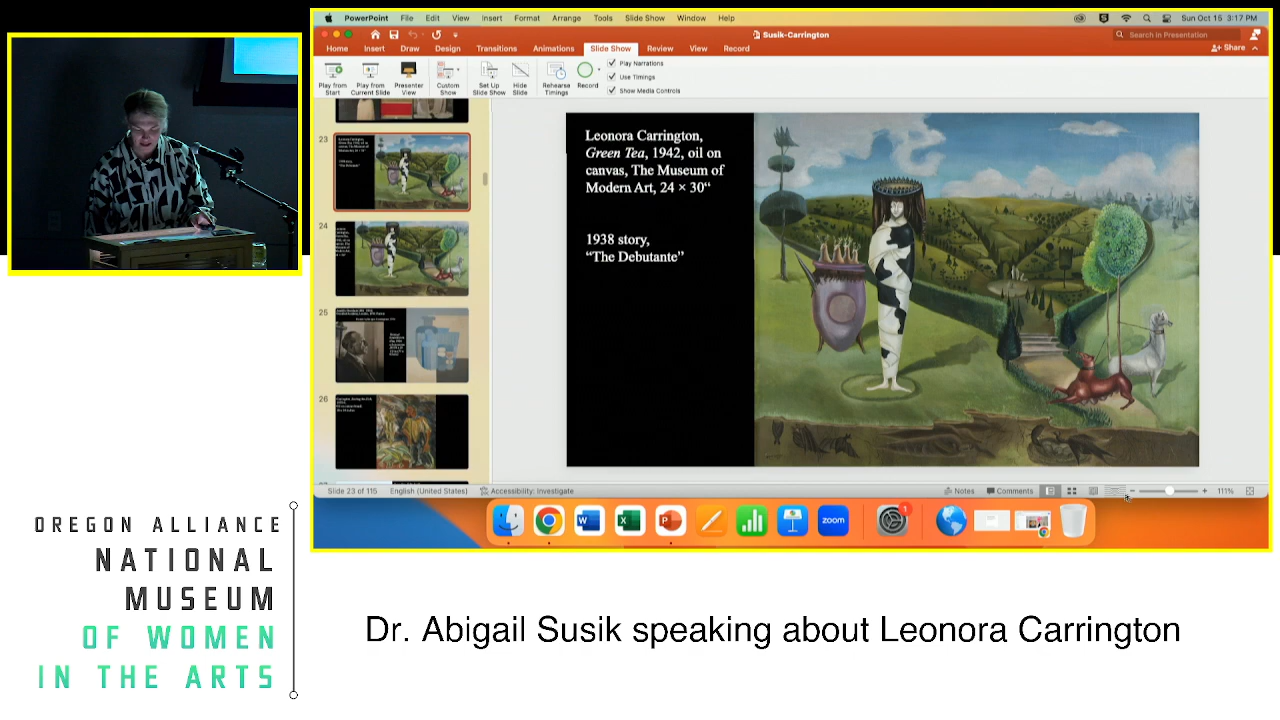 PowerPoint File Edit View Insert Format Arrange Tools Slide Show Window Help Sun Oct 15 3:17 PM
Susik-Carrington
Search in Presentation
Home Insert Draw Design Transitions Animations Slide Show Review View Record Share
Play from Start
Play from Current Slide
Presenter View
Custom Show
Set Up Slide Show
Hide Slide
Rehearse Timings
Record
Play Narrations
Use Timings
Show Media Controls
23
24
25
26
Leonora Carrington,
Green Tea, 1942, oil on
canvas, The Museum of
Modern Art, 24 × 30“
1938 story,
“The Debutante”
Slide 23 of 115 English (United States) Accessibility: Investigate Notes Comments 111%
zoom
1
OREGON ALLIANCE
NATIONAL
MUSEUM
OF WOMEN
IN THE ARTS
Dr. Abigail Susik speaking about Leonora Carrington